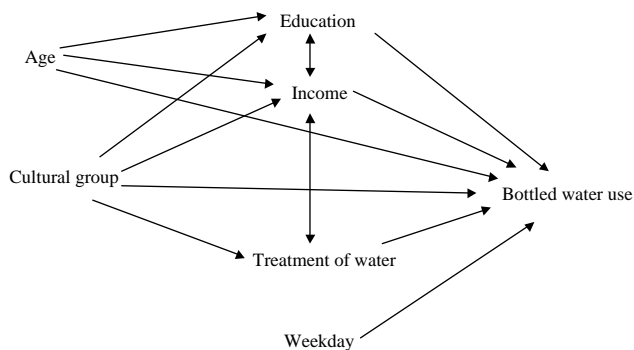 Education
Age
Income
Cultural group
Bottled water use
Treatment of water
Weekday